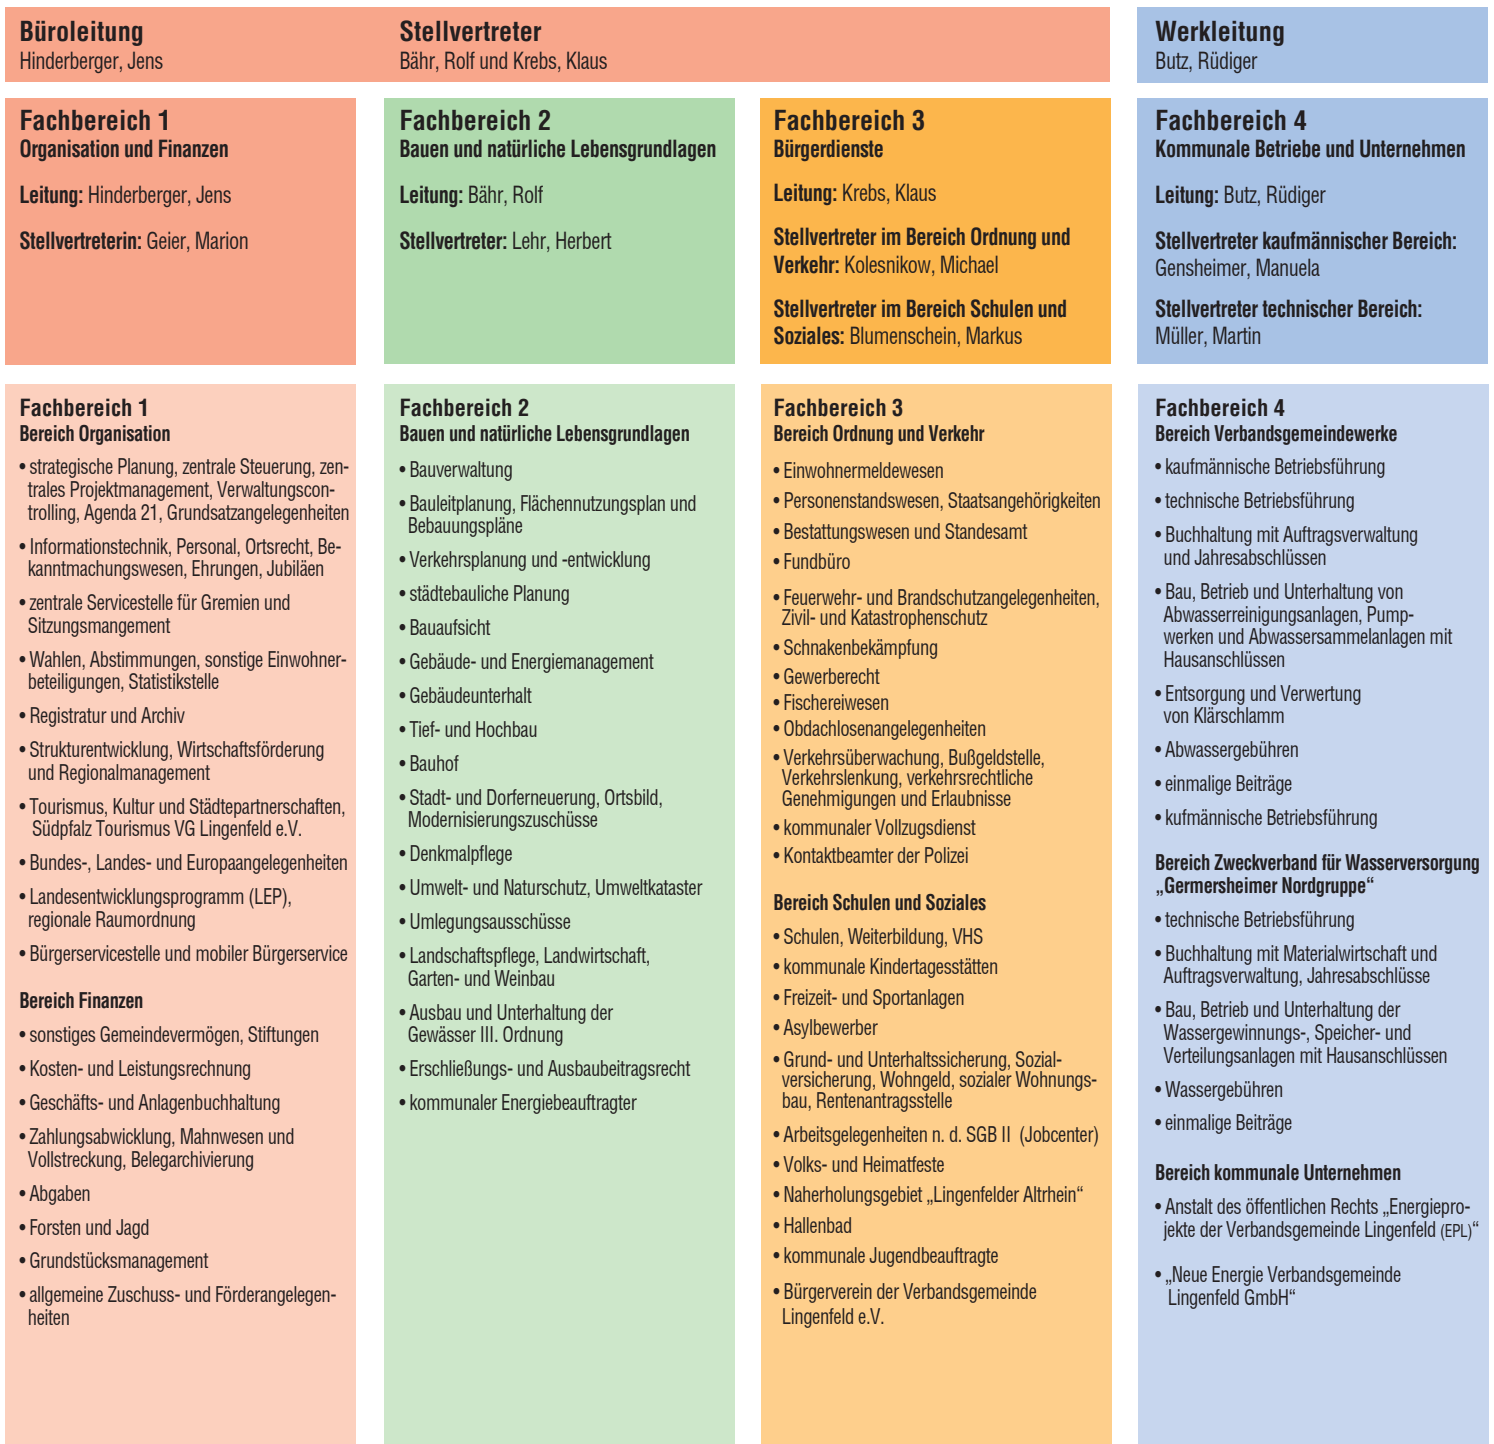 Büroleitung
Hinderberger, Jens
Stellvertreter
Bähr, Rolf und Krebs, Klaus
Werkleitung
Butz, Rüdiger
Fachbereich 1
Organisation und Finanzen
Leitung: Hinderberger, Jens
Stellvertreterin: Geier, Marion
Fachbereich 2
Bauen und natürliche Lebensgrundlagen
Leitung: Bähr, Rolf
Stellvertreter: Lehr, Herbert
Fachbereich 3
Bürgerdienste
Leitung: Krebs, Klaus
Stellvertreter im Bereich Ordnung und
Verkehr: Kolesnikow, Michael
Stellvertreter im Bereich Schulen und
Soziales: Blumenschein, Markus
Fachbereich 4
Kommunale Betriebe und Unternehmen
Leitung: Butz, Rüdiger
Stellvertreter kaufmännischer Bereich:
Gensheimer, Manuela
Stellvertreter technischer Bereich:
Müller, Martin
Fachbereich 1
Bereich Organisation
• strategische Planung, zentrale Steuerung, zen-
trales Projektmanagement, Verwaltungscon-
trolling, Agenda 21, Grundsatzangelegenheiten
• Informationstechnik, Personal, Ortsrecht, Be-
kanntmachungswesen, Ehrungen, Jubiläen
• zentrale Servicestelle für Gremien und
Sitzungsmangement
• Wahlen, Abstimmungen, sonstige Einwohner-
beteiligungen, Statistikstelle
• Registratur und Archiv
• Strukturentwicklung, Wirtschaftsförderung
und Regionalmanagement
• Tourismus, Kultur und Städtepartnerschaften,
Südpfalz Tourismus VG Lingenfeld e.V.
• Bundes-, Landes- und Europaangelegenheiten
• Landesentwicklungsprogramm (LEP),
regionale Raumordnung
• Bürgerservicestelle und mobiler Bürgerservice
Bereich Finanzen
• sonstiges Gemeindevermögen, Stiftungen
• Kosten- und Leistungsrechnung
• Geschäfts- und Anlagenbuchhaltung
• Zahlungsabwicklung, Mahnwesen und
Vollstreckung, Belegarchivierung
• Abgaben
• Forsten und Jagd
• Grundstücksmanagement
• allgemeine Zuschuss- und Förderangelegen-
heiten
Fachbereich 2
Bauen und natürliche Lebensgrundlagen
• Bauverwaltung
• Bauleitplanung, Flächennutzungsplan und
Bebauungspläne
• Verkehrsplanung und -entwicklung
• städtebauliche Planung
• Bauaufsicht
• Gebäude- und Energiemanagement
• Gebäudeunterhalt
• Tief- und Hochbau
• Bauhof
• Stadt- und Dorferneuerung, Ortsbild,
Modernisierungszuschüsse
• Denkmalpflege
• Umwelt- und Naturschutz, Umweltkataster
• Umlegungsausschüsse
• Landschaftspflege, Landwirtschaft,
Garten- und Weinbau
• Ausbau und Unterhaltung der
Gewässer III. Ordnung
• Erschließungs- und Ausbaubeitragsrecht
• kommunaler Energiebeauftragter
Fachbereich 3
Bereich Ordnung und Verkehr
• Einwohnermeldewesen
• Personenstandswesen, Staatsangehörigkeiten
• Bestattungswesen und Standesamt
• Fundbüro
• Feuerwehr- und Brandschutzangelegenheiten,
Zivil- und Katastrophenschutz
• Schnakenbekämpfung
• Gewerberecht
• Fischereiwesen
• Obdachlosenangelegenheiten
• Verkehrsüberwachung, Bußgeldstelle,
Verkehrslenkung, verkehrsrechtliche
Genehmigungen und Erlaubnisse
• kommunaler Vollzugsdienst
• Kontaktbeamter der Polizei
Bereich Schulen und Soziales
• Schulen, Weiterbildung, VHS
• kommunale Kindertagesstätten
• Freizeit- und Sportanlagen
• Asylbewerber
• Grund- und Unterhaltssicherung, Sozial-
versicherung, Wohngeld, sozialer Wohnungs-
bau, Rentenantragsstelle
• Arbeitsgelegenheiten n. d. SGB II (Jobcenter)
• Volks- und Heimatfeste
• Naherholungsgebiet „Lingenfelder Altrhein“
• Hallenbad
• kommunale Jugendbeauftragte
• Bürgerverein der Verbandsgemeinde
Lingenfeld e.V.
Fachbereich 4
Bereich Verbandsgemeindewerke
• kaufmännische Betriebsführung
• technische Betriebsführung
• Buchhaltung mit Auftragsverwaltung
und Jahresabschlüssen
• Bau, Betrieb und Unterhaltung von
Abwasserreinigungsanlagen, Pump-
werken und Abwassersammelanlagen mit
Hausanschlüssen
• Entsorgung und Verwertung
von Klärschlamm
• Abwassergebühren
• einmalige Beiträge
• kufmännische Betriebsführung
Bereich Zweckverband für Wasserversorgung
„Germersheimer Nordgruppe“
• technische Betriebsführung
• Buchhaltung mit Materialwirtschaft und
Auftragsverwaltung, Jahresabschlüsse
• Bau, Betrieb und Unterhaltung der
Wassergewinnungs-, Speicher- und
Verteilungsanlagen mit Hausanschlüssen
• Wassergebühren
• einmalige Beiträge
Bereich kommunale Unternehmen
• Anstalt des öffentlichen Rechts „Energiepro-
jekte der Verbandsgemeinde Lingenfeld (EPL)“
• „Neue Energie Verbandsgemeinde
Lingenfeld GmbH“